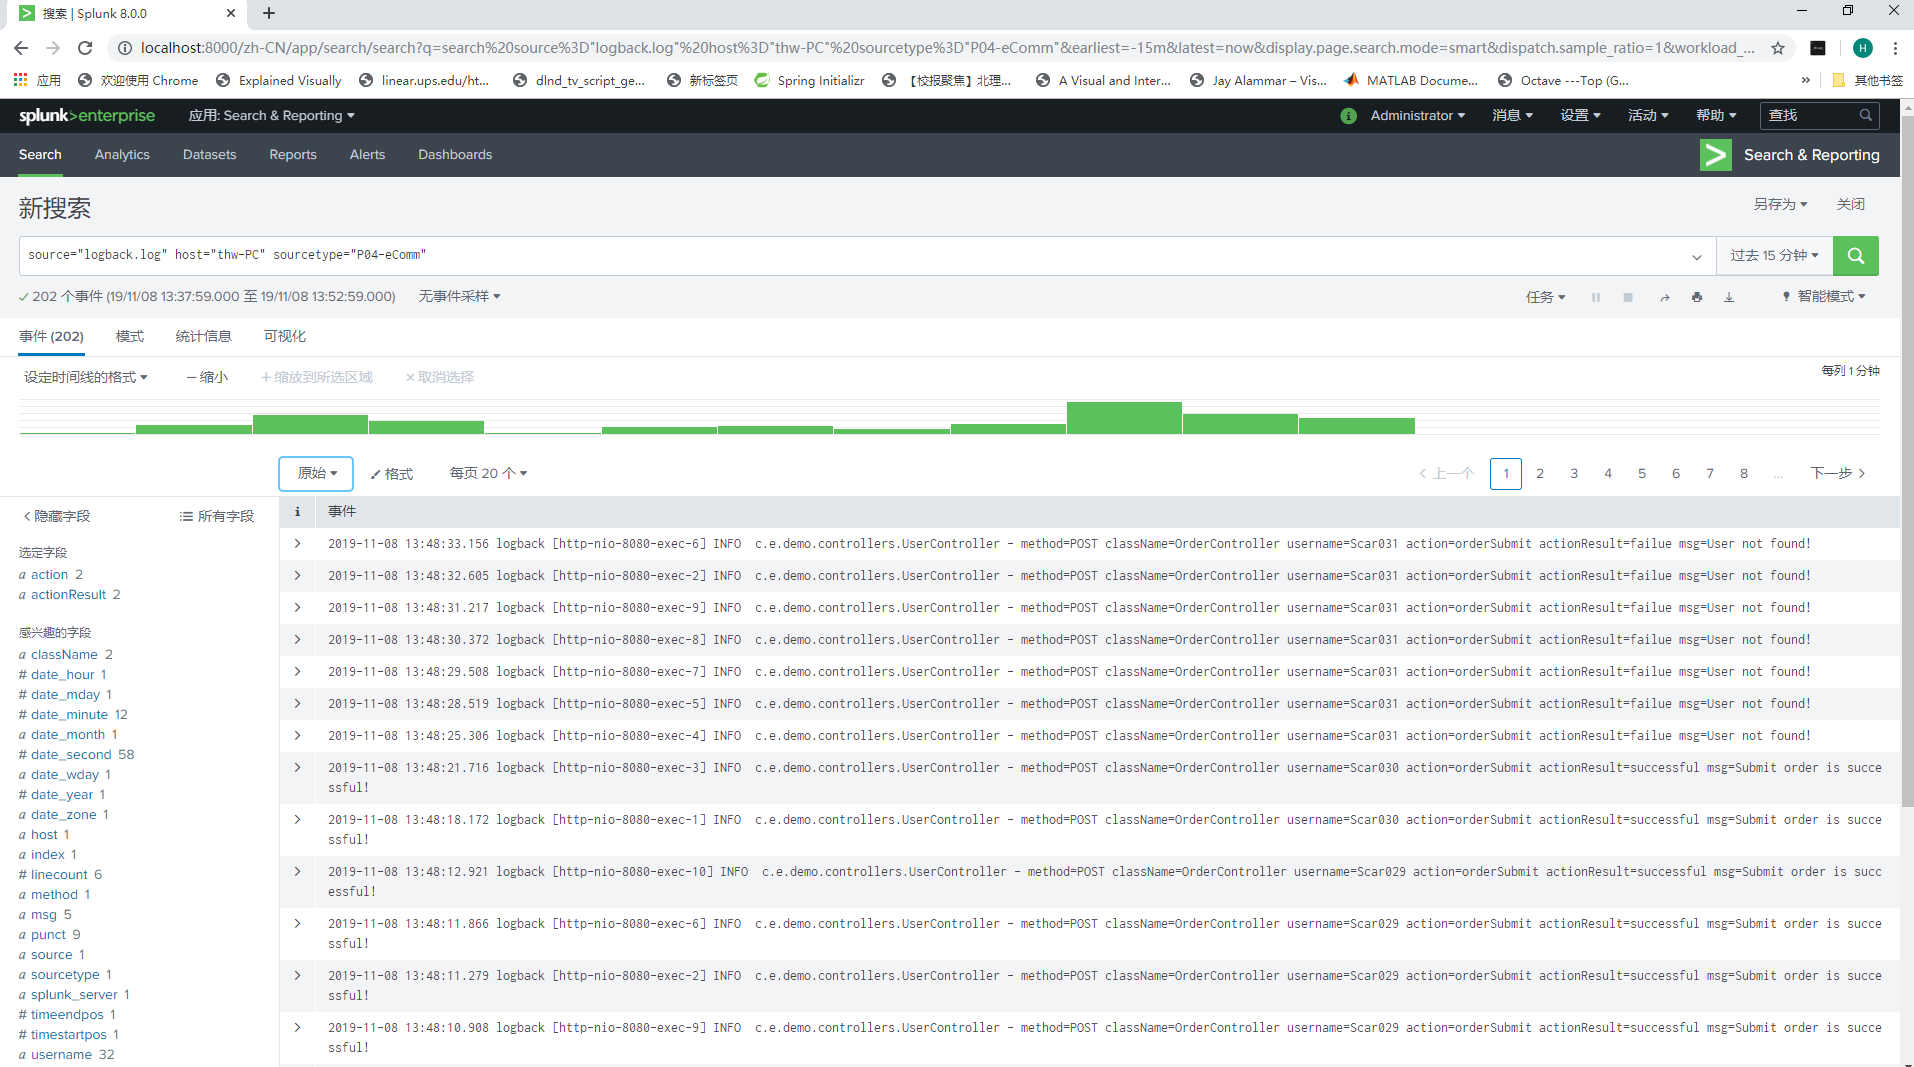 搜索 | Splunk 8.0.0
localhost:8000/zh-CN/app/search/search?q=search%20source%3D"logback.log"%20host%3D"thw-PC"%20sourcetype%3D"P04-eComm"&earliest=-15m&latest=now&display.page.search.mode=smart&dispatch.sample_ratio=1&workload_...
H
应用 欢迎使用 Chrome Explained Visually linear.ups.edu/ht... dlnd_tv_script_ge... 新标签页 Spring Initializr 【校报聚焦】北理... A Visual and Inter... Jay Alammar – Vis... MATLAB Docume... Octave ---Top (G... » 其他书签
splunk>enterprise 应用: Search & Reporting Administrator 消息 设置 活动 帮助 查找
Search Analytics Datasets Reports Alerts Dashboards Search & Reporting
新搜索 另存为 关闭
source="logback.log" host="thw-PC" sourcetype="P04-eComm" 过去 15 分钟
202 个事件 (19/11/08 13:37:59.000 至 19/11/08 13:52:59.000) 无事件采样 任务 智能模式
事件 (202) 模式 统计信息 可视化
设定时间线的格式 — 缩小 + 缩放到所选区域 × 取消选择 每列 1 分钟
原始 格式 每页 20 个 < 上一个 1 2 3 4 5 6 7 8 ... 下一步 >
< 隐藏字段 所有字段
选定字段
a action 2
a actionResult 2
感兴趣的字段
a className 2
# date_hour 1
# date_mday 1
# date_minute 12
a date_month 1
# date_second 58
a date_wday 1
# date_year 1
a date_zone 1
a host 1
a index 1
# linecount 6
a method 1
a msg 5
a punct 9
a source 1
a sourcetype 1
a splunk_server 1
# timeendpos 1
# timestartpos 1
a username 32
i 事件
2019-11-08 13:48:33.156 logback [http-nio-8080-exec-6] INFO c.e.demo.controllers.UserController - method=POST className=OrderController username=Scar031 action=orderSubmit actionResult=failue msg=User not found!
2019-11-08 13:48:32.605 logback [http-nio-8080-exec-2] INFO c.e.demo.controllers.UserController - method=POST className=OrderController username=Scar031 action=orderSubmit actionResult=failue msg=User not found!
2019-11-08 13:48:31.217 logback [http-nio-8080-exec-9] INFO c.e.demo.controllers.UserController - method=POST className=OrderController username=Scar031 action=orderSubmit actionResult=failue msg=User not found!
2019-11-08 13:48:30.372 logback [http-nio-8080-exec-8] INFO c.e.demo.controllers.UserController - method=POST className=OrderController username=Scar031 action=orderSubmit actionResult=failue msg=User not found!
2019-11-08 13:48:29.508 logback [http-nio-8080-exec-7] INFO c.e.demo.controllers.UserController - method=POST className=OrderController username=Scar031 action=orderSubmit actionResult=failue msg=User not found!
2019-11-08 13:48:28.519 logback [http-nio-8080-exec-5] INFO c.e.demo.controllers.UserController - method=POST className=OrderController username=Scar031 action=orderSubmit actionResult=failue msg=User not found!
2019-11-08 13:48:25.306 logback [http-nio-8080-exec-4] INFO c.e.demo.controllers.UserController - method=POST className=OrderController username=Scar031 action=orderSubmit actionResult=failue msg=User not found!
2019-11-08 13:48:21.716 logback [http-nio-8080-exec-3] INFO c.e.demo.controllers.UserController - method=POST className=OrderController username=Scar030 action=orderSubmit actionResult=successful msg=Submit order is succe
ssful!
2019-11-08 13:48:18.172 logback [http-nio-8080-exec-1] INFO c.e.demo.controllers.UserController - method=POST className=OrderController username=Scar030 action=orderSubmit actionResult=successful msg=Submit order is succe
ssful!
2019-11-08 13:48:12.921 logback [http-nio-8080-exec-10] INFO c.e.demo.controllers.UserController - method=POST className=OrderController username=Scar029 action=orderSubmit actionResult=successful msg=Submit order is succ
essful!
2019-11-08 13:48:11.866 logback [http-nio-8080-exec-6] INFO c.e.demo.controllers.UserController - method=POST className=OrderController username=Scar029 action=orderSubmit actionResult=successful msg=Submit order is succe
ssful!
2019-11-08 13:48:11.279 logback [http-nio-8080-exec-2] INFO c.e.demo.controllers.UserController - method=POST className=OrderController username=Scar029 action=orderSubmit actionResult=successful msg=Submit order is succe
ssful!
2019-11-08 13:48:10.908 logback [http-nio-8080-exec-9] INFO c.e.demo.controllers.UserController - method=POST className=OrderController username=Scar029 action=orderSubmit actionResult=successful msg=Submit order is succe
ssful!